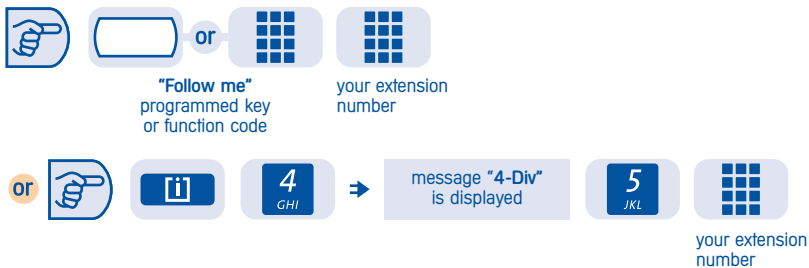 or
"Follow me"
programmed key
or function code
your extension
number
or
[i]
4
GHI
message "4-Div"
is displayed
5
JKL
your extension
number